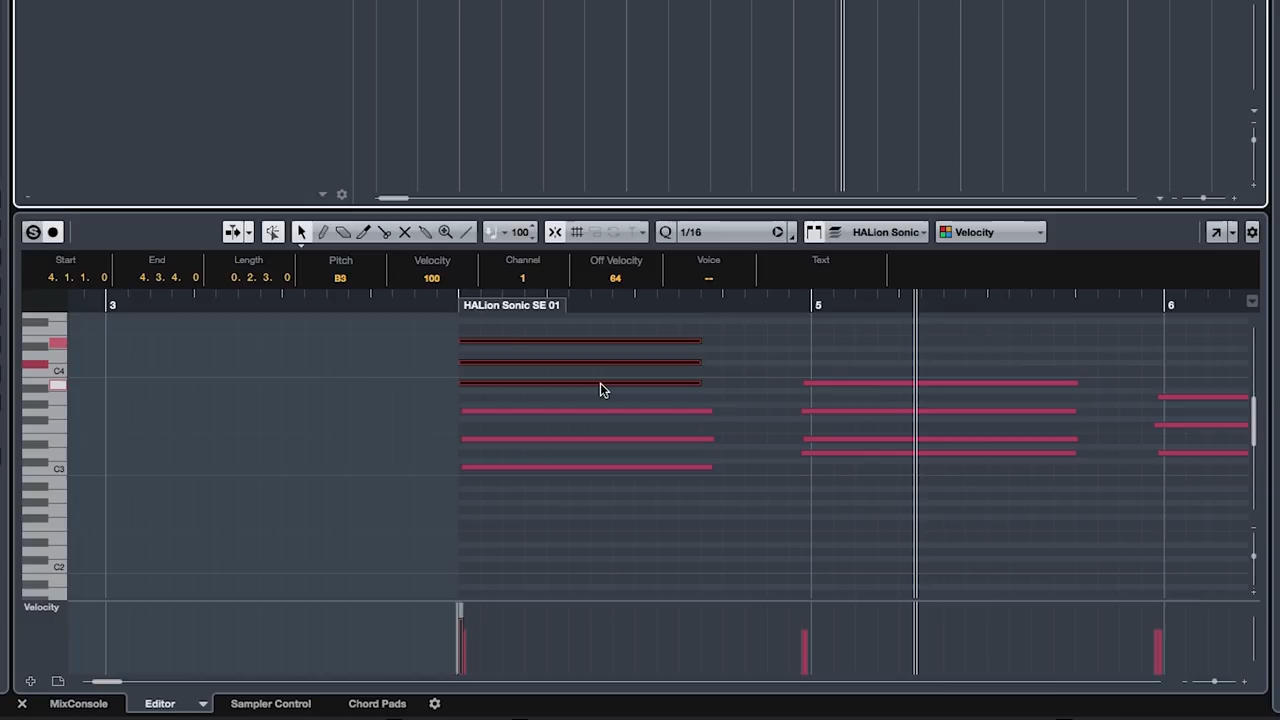 100
Q 1/16
HALion Sonic
Velocity
Start End Length Pitch Velocity Channel Off Velocity Voice Text
4. 1. 1. 0 4. 3. 4. 0 0. 2. 3. 0 B3 100 1 64 --
3 HALion Sonic SE 01 5 6
C4
C3
C2
Velocity
MixConsole Editor Sampler Control Chord Pads